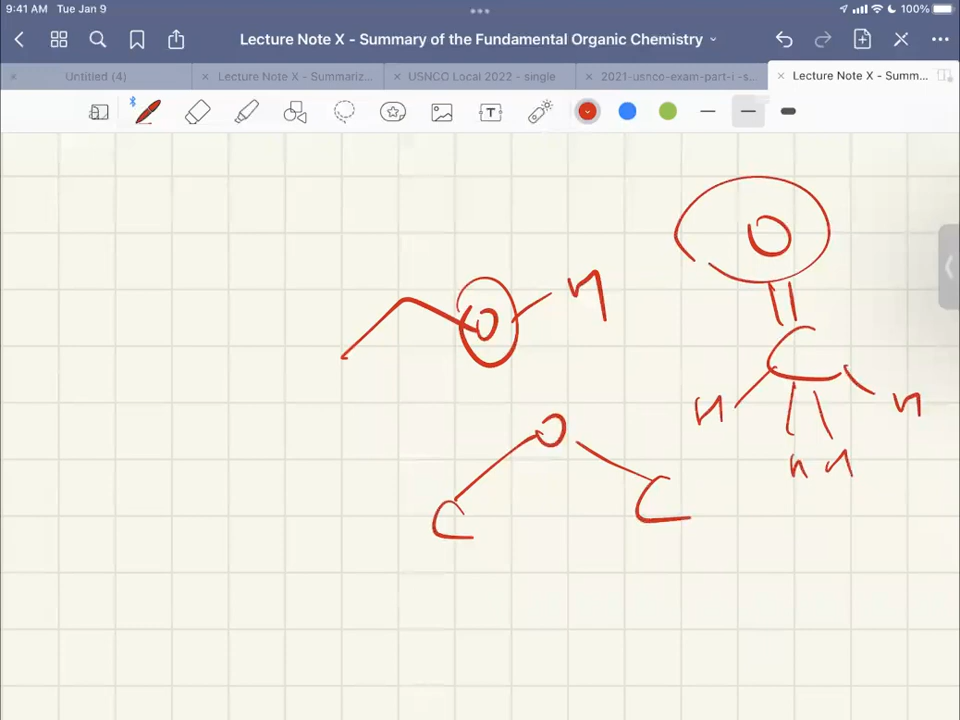 9:41 AM Tue Jan 9
100%
Lecture Note X - Summary of the Fundamental Organic Chemistry
Untitled (4)
Lecture Note X - Summariz...
USNCO Local 2022 - single
2021-usnco-exam-part-i -s...
Lecture Note X - Summ...
T
O
O H
C
H H
H H
O
C C